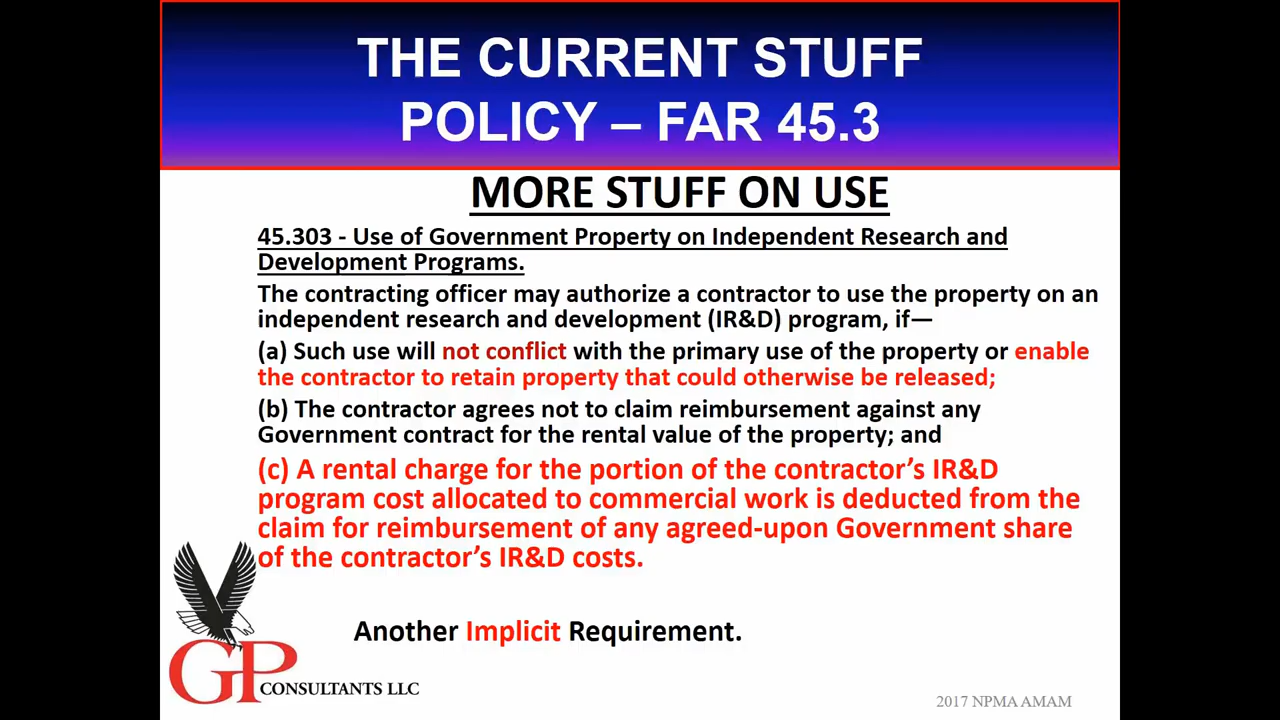 THE CURRENT STUFF
POLICY – FAR 45.3
MORE STUFF ON USE
45.303 - Use of Government Property on Independent Research and
Development Programs.
The contracting officer may authorize a contractor to use the property on an
independent research and development (IR&D) program, if—
(a) Such use will not conflict with the primary use of the property or enable
the contractor to retain property that could otherwise be released;
(b) The contractor agrees not to claim reimbursement against any
Government contract for the rental value of the property; and
(c) A rental charge for the portion of the contractor’s IR&D
program cost allocated to commercial work is deducted from the
claim for reimbursement of any agreed-upon Government share
of the contractor’s IR&D costs.
Another Implicit Requirement.
GP CONSULTANTS LLC
2017 NPMA AMAM